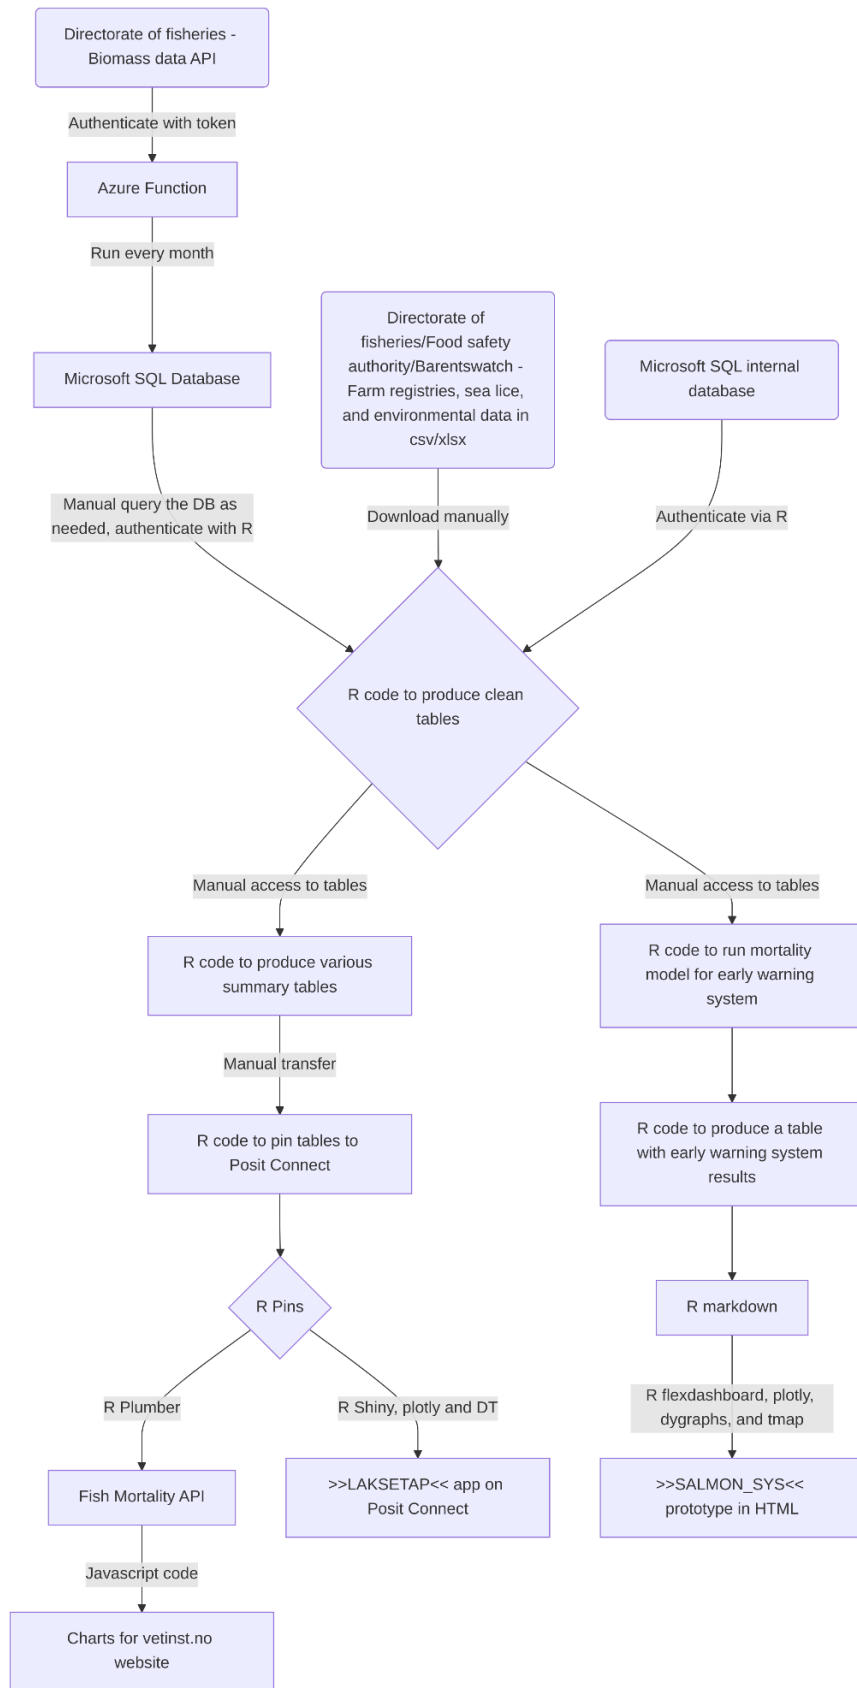 Directorate of fisheries -
Biomass data API
Authenticate with token
Azure Function
Run every month
Microsoft SQL Database
Directorate of
fisheries/Food safety
authority/Barentswatch -
Farm registries, sea lice,
and environmental data in
csv/xlsx
Microsoft SQL internal
database
Manual query the DB as
needed, authenticate with R
Download manually
Authenticate via R
R code to produce clean
tables
Manual access to tables
Manual access to tables
R code to produce various
summary tables
R code to run mortality
model for early warning
system
Manual transfer
R code to pin tables to
Posit Connect
R code to produce a table
with early warning system
results
R Pins
R markdown
R Plumber
R Shiny, plotly and DT
R flexdashboard, plotly,
dygraphs, and tmap
Fish Mortality API
>>LAKSETAP<< app on
Posit Connect
>>SALMON_SYS<<
prototype in HTML
Javascript code
Charts for vetinst.no
website